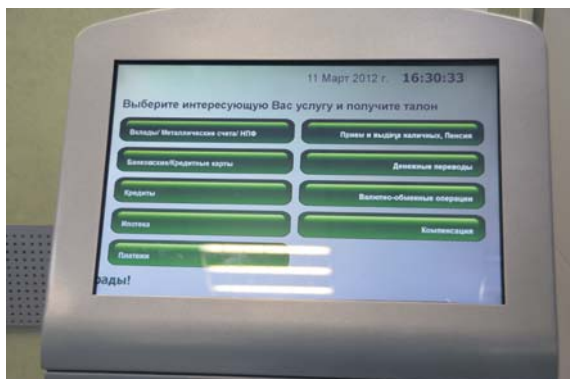 11 Март 2012 г. 16:30:33
Выберите интересующую Вас услугу и получите талон
Вклады/ Металлические счета/ НПФ
Прием и выдача наличных, Пенсия
Банковские/Кредитные карты
Денежные переводы
Кредиты
Валютно-обменные операции
Ипотека
Компенсация
Платежи
рады!